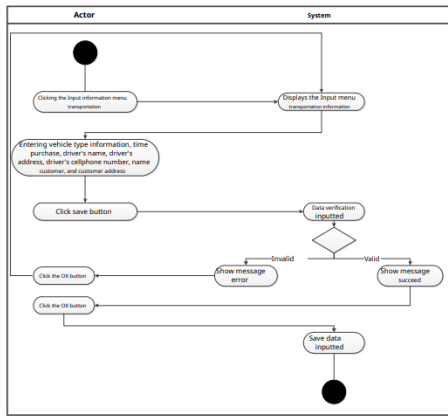 Actor
System
Clicking the Input information menu
transportation
Displays the Input menu
transportation information
Entering vehicle type information, time
purchase, driver's name, driver's
address, driver's cellphone number, name
customer, and customer address
Click save button
Data verification
inputted
Invalid
Valid
Show message
error
Show message
succeed
Click the OK button
Click the OK button
Save data
inputted